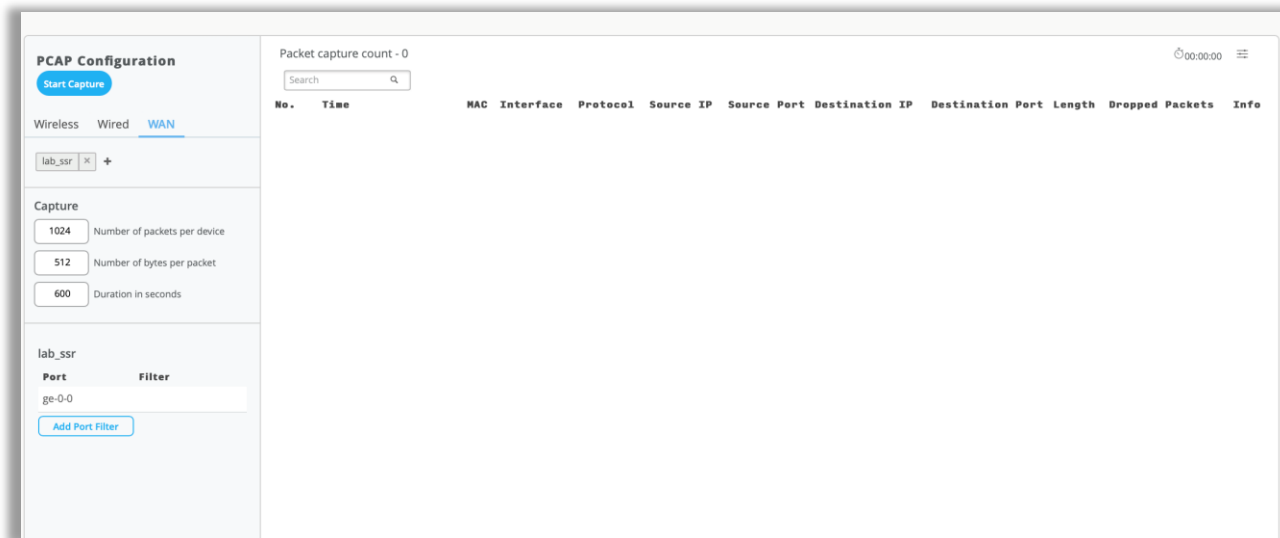 PCAP Configuration
Start Capture
Wireless Wired WAN
lab_ssr × +
Capture
1024 Number of packets per device
512 Number of bytes per packet
600 Duration in seconds
lab_ssr
Port Filter
ge-0-0
Add Port Filter
Packet capture count - 0
00:00:00
Search
No. Time MAC Interface Protocol Source IP Source Port Destination IP Destination Port Length Dropped Packets Info